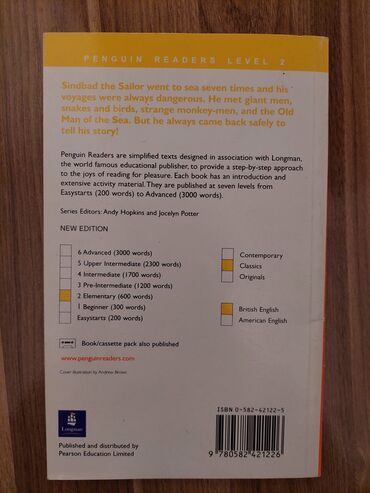 PENGUIN READERS LEVEL 2
Sindbad the Sailor went to sea seven times and his
voyages were always dangerous. He met giant men,
snakes and birds, strange monkey-men, and the Old
Man of the Sea. But he always came back safely to
tell his story!
Penguin Readers are simplified texts designed in association with Longman,
the world famous educational publisher, to provide a step-by-step approach
to the joys of reading for pleasure. Each book has an introduction and
extensive activity material. They are published at seven levels from
Easystarts (200 words) to Advanced (3000 words).
Series Editors: Andy Hopkins and Jocelyn Potter
NEW EDITION
6 Advanced (3000 words)
5 Upper Intermediate (2300 words)
4 Intermediate (1700 words)
3 Pre-Intermediate (1200 words)
2 Elementary (600 words)
1 Beginner (300 words)
Easystarts (200 words)
Contemporary
Classics
Originals
British English
American English
Book/cassette pack also published
www.penguinreaders.com
Cover illustration by Andrew Brown
Longman
Published and distributed by
Pearson Education Limited
ISBN 0-582-42122-5
9 780582 421226